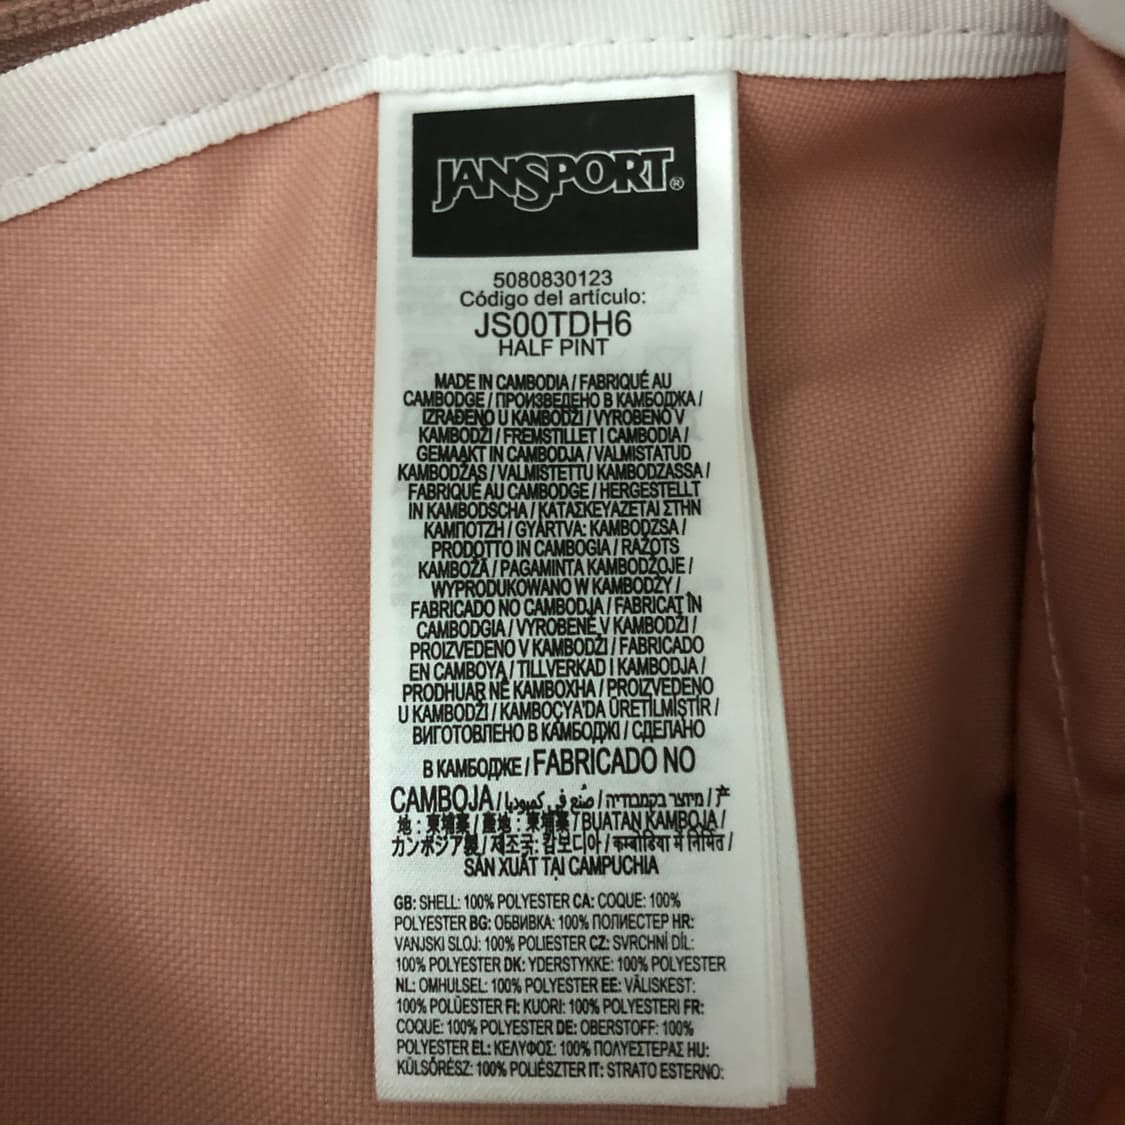 JANSPORT®
5080830123
Código del artículo:
JS00TDH6
HALF PINT
MADE IN CAMBODIA / FABRIQUÉ AU
CAMBODGE / ПРОИЗВЕДЕНО В КАМБОДЖА /
IZRAĐENO U KAMBODŽI / VYROBENO V
KAMBODŽI / FREMSTILLET I CAMBODIA /
GEMAAKT IN CAMBODJA / VALMISTATUD
KAMBODŽAS / VALMISTETTU KAMBODZASSA /
FABRIQUÉ AU CAMBODGE / HERGESTELLT
IN KAMBODSCHA / ΚΑΤΑΣΚΕΥΑΖΕΤΑΙ ΣΤΗΝ
ΚΑΜΠΟΤΖΗ / GYÁRTVA: KAMBODZSA /
PRODOTTO IN CAMBOGIA / RAŽOTS
KAMBOŽĀ / PAGAMINTA KAMBODŽOJE /
WYPRODUKOWANO W KAMBODŻY /
FABRICADO NO CAMBODJA / FABRICAT ÎN
CAMBODGIA / VYROBENÉ V KAMBODŽI /
PROIZVEDENO V KAMBODŽI / FABRICADO
EN CAMBOYA / TILLVERKAD I KAMBODJA /
PRODHUAR NË KAMBOXHA / PROIZVEDENO
U KAMBODŽI / KAMBOÇYA'DA ÜRETİLMİŞTİR /
ВИГОТОВЛЕНО В КАМБОДЖІ / СДЕЛАНО
В КАМБОДЖЕ / FABRICADO NO
CAMBOJA / صُنع في كمبوديا / מיוצר בקמבודיה / 产
地：柬埔寨 / 產地：柬埔寨 / BUATAN KAMBOJA /
カンボジア製 / 제조국: 캄보디아 / कम्बोडिया में निर्मित /
SẢN XUẤT TẠI CAMPUCHIA
GB: SHELL: 100% POLYESTER CA: COQUE: 100%
POLYESTER BG: ОБВИВКА: 100% ПОЛИЕСТЕР HR:
VANJSKI SLOJ: 100% POLIESTER CZ: SVRCHNÍ DÍL:
100% POLYESTER DK: YDERSTYKKE: 100% POLYESTER
NL: OMHULSEL: 100% POLYESTER EE: VÄLISKEST:
100% POLÜESTER FI: KUORI: 100% POLYESTERI FR:
COQUE: 100% POLYESTER DE: OBERSTOFF: 100%
POLYESTER EL: ΚΕΛΥΦΟΣ: 100% ΠΟΛΥΕΣΤΕΡΑΣ HU:
KÜLSŐRÉSZ: 100% POLIÉSZTER IT: STRATO ESTERNO: